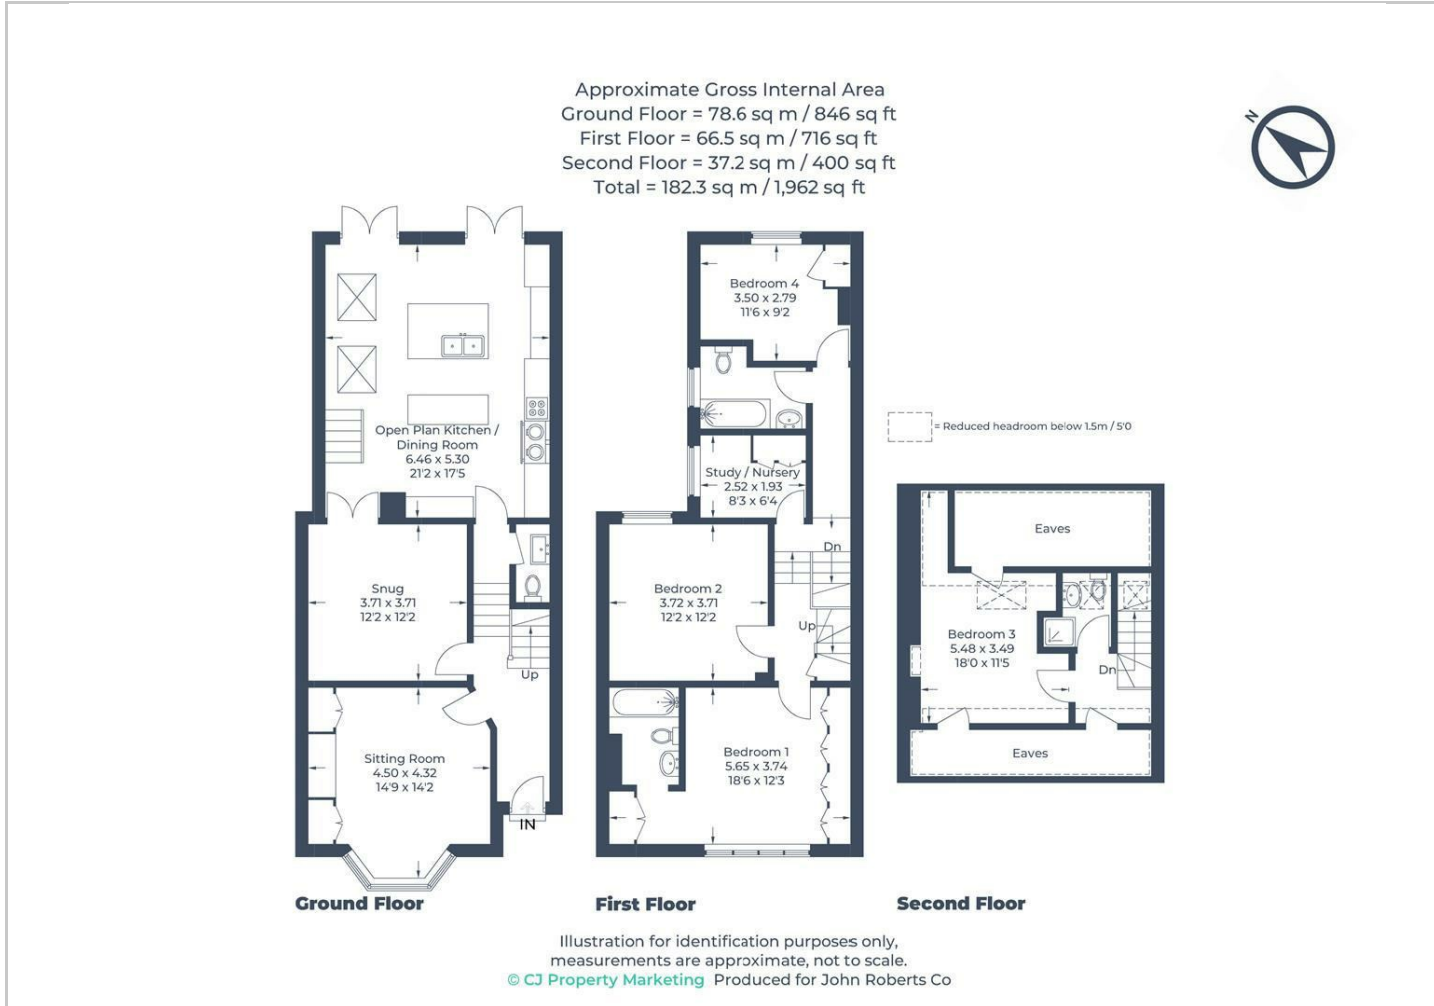 Approximate Gross Internal Area
Ground Floor = 78.6 sq m / 846 sq ft
First Floor = 66.5 sq m / 716 sq ft
Second Floor = 37.2 sq m / 400 sq ft
Total = 182.3 sq m / 1,962 sq ft
N
Open Plan Kitchen /
Dining Room
6.46 x 5.30
21'2 x 17'5
Snug
3.71 x 3.71
12'2 x 12'2
Up
Sitting Room
4.50 x 4.32
14'9 x 14'2
IN
Ground Floor
Bedroom 4
3.50 x 2.79
11'6 x 9'2
Study / Nursery
2.52 x 1.93
8'3 x 6'4
Dn
Bedroom 2
3.72 x 3.71
12'2 x 12'2
Up
Bedroom 1
5.65 x 3.74
18'6 x 12'3
First Floor
= Reduced headroom below 1.5m / 5'0
Eaves
Bedroom 3
5.48 x 3.49
18'0 x 11'5
Dn
Eaves
Second Floor
Illustration for identification purposes only,
measurements are approximate, not to scale.
© CJ Property Marketing Produced for John Roberts Co